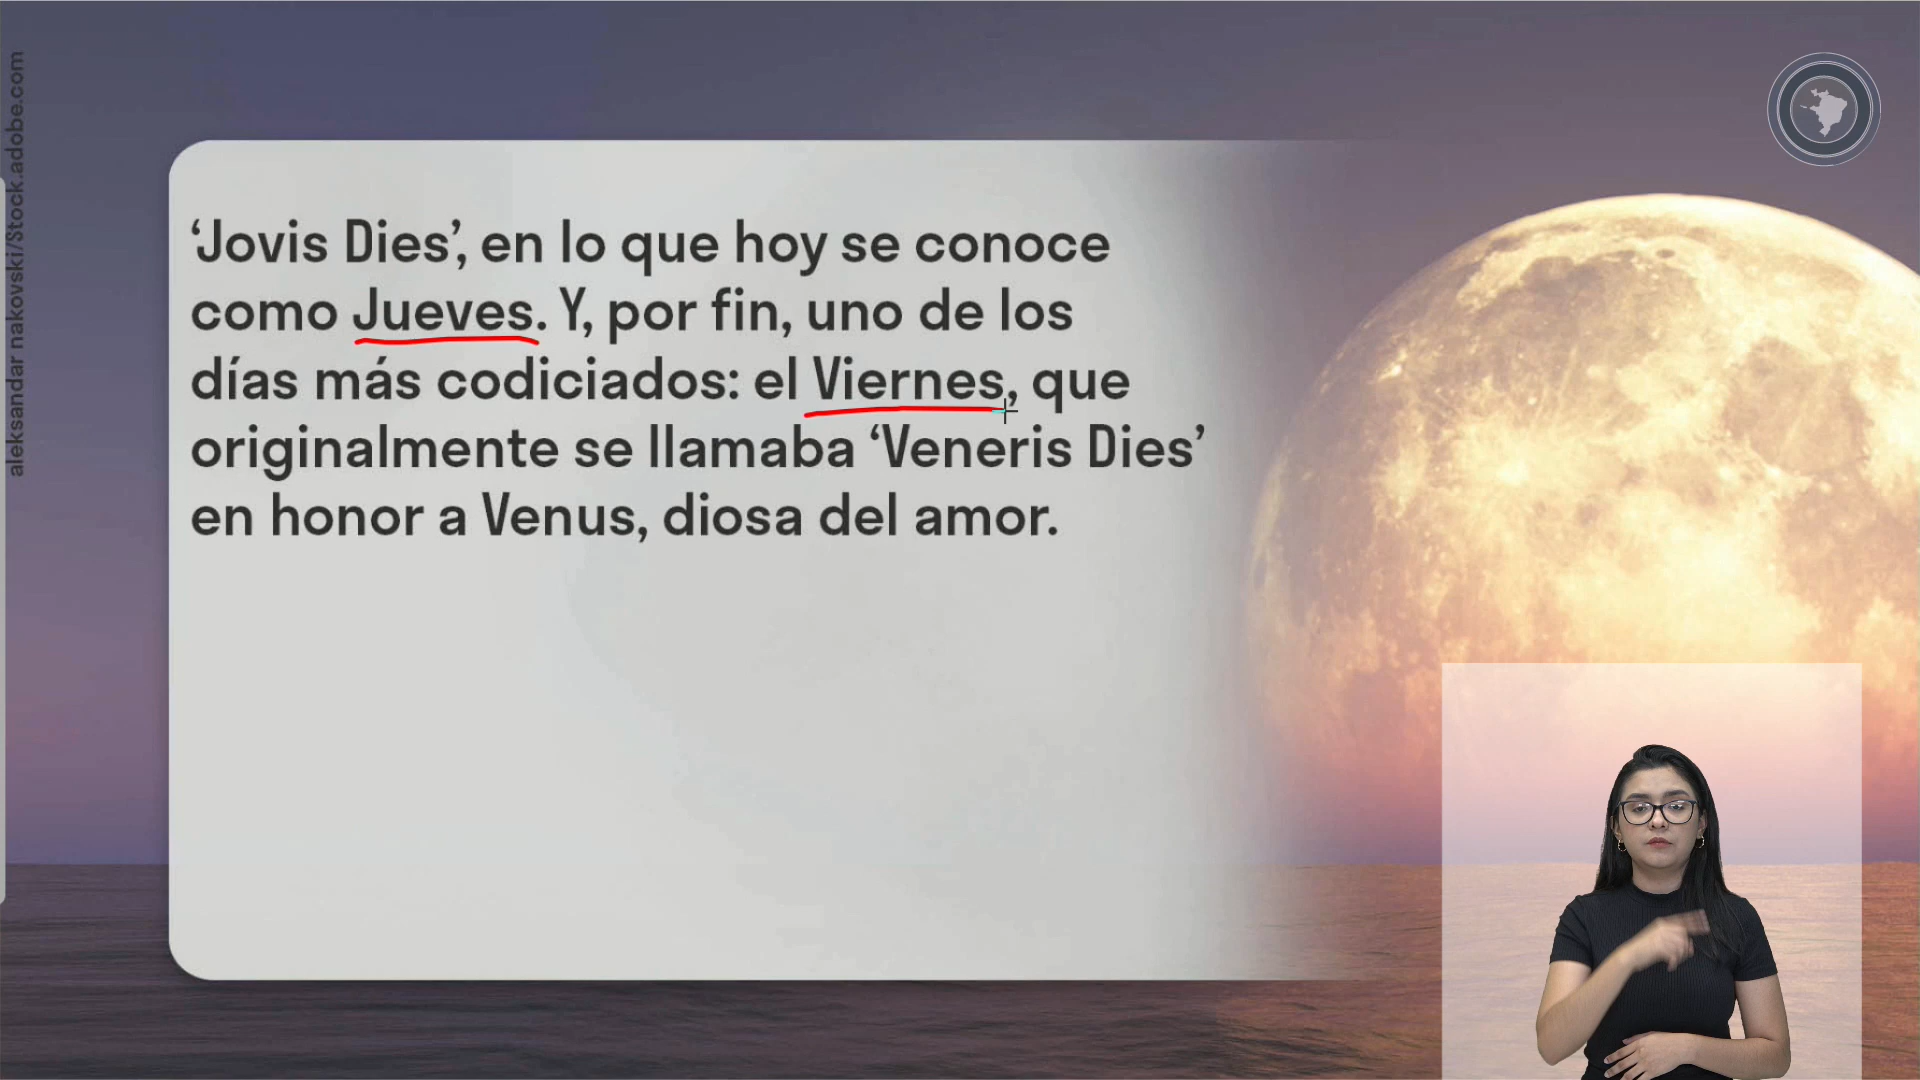 aleksandar nakovski/Stock.adobe.com
‘Jovis Dies’, en lo que hoy se conoce
como Jueves. Y, por fin, uno de los
días más codiciados: el Viernes, que
originalmente se llamaba ‘Veneris Dies’
en honor a Venus, diosa del amor.